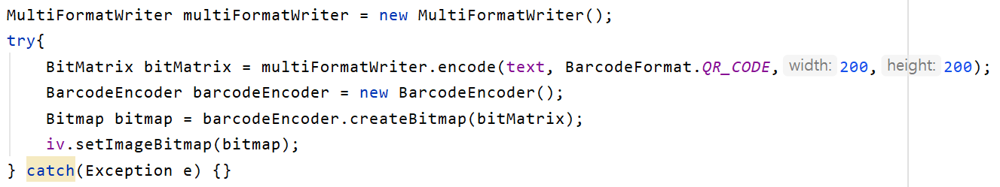 MultiFormatWriter multiFormatWriter = new MultiFormatWriter();
try{
    BitMatrix bitMatrix = multiFormatWriter.encode(text, BarcodeFormat.QR_CODE, width: 200, height: 200);
    BarcodeEncoder barcodeEncoder = new BarcodeEncoder();
    Bitmap bitmap = barcodeEncoder.createBitmap(bitMatrix);
    iv.setImageBitmap(bitmap);
} catch(Exception e) {}